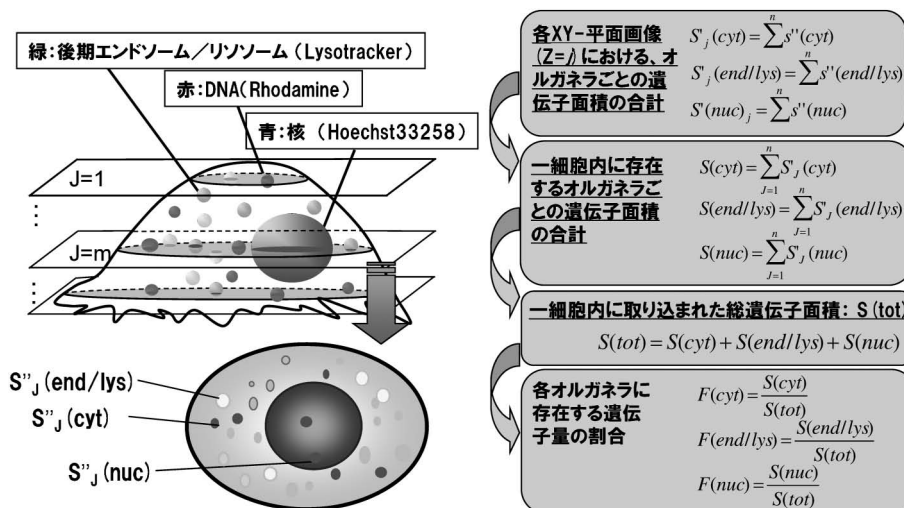 緑：後期エンドソーム／リソソーム（Lysotracker）
赤：DNA（Rhodamine）
青：核 （Hoechst33258）
J=1
⋮
J=m
⋮
S''J (end/lys)
S''J (cyt)
S''J (nuc)
各XY-平面画像
(Z=j)における、オ
ルガネラごとの遺
伝子面積の合計
S'j (cyt) = ∑n s''(cyt)
S'j (end/lys) = ∑n s''(end/lys)
S'(nuc)j = ∑n s''(nuc)
一細胞内に存在
するオルガネラご
との遺伝子面積
の合計
S(cyt) = ∑n J=1 S'J (cyt)
S(end/lys) = ∑n J=1 S'J (end/lys)
S(nuc) = ∑n J=1 S'J (nuc)
一細胞内に取り込まれた総遺伝子面積： S (tot)
S(tot) = S(cyt) + S(end/lys) + S(nuc)
各オルガネラに
存在する遺伝
子量の割合
F(cyt) = S(cyt) / S(tot)
F(end/lys) = S(end/lys) / S(tot)
F(nuc) = S(nuc) / S(tot)